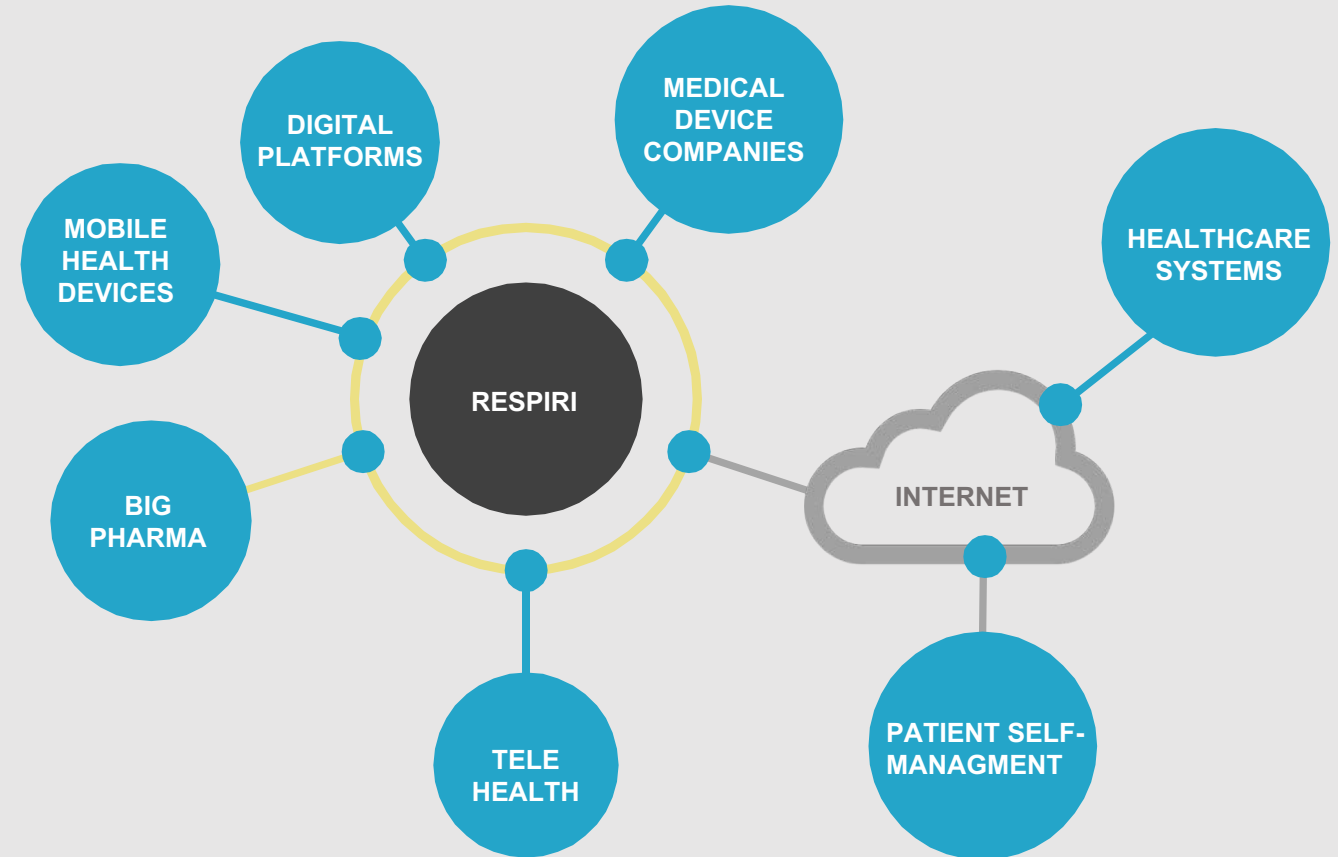 MEDICAL
DEVICE
COMPANIES
DIGITAL
PLATFORMS
MOBILE
HEALTH
DEVICES
HEALTHCARE
SYSTEMS
RESPIRI
INTERNET
BIG
PHARMA
TELE
HEALTH
PATIENT SELF-
MANAGMENT